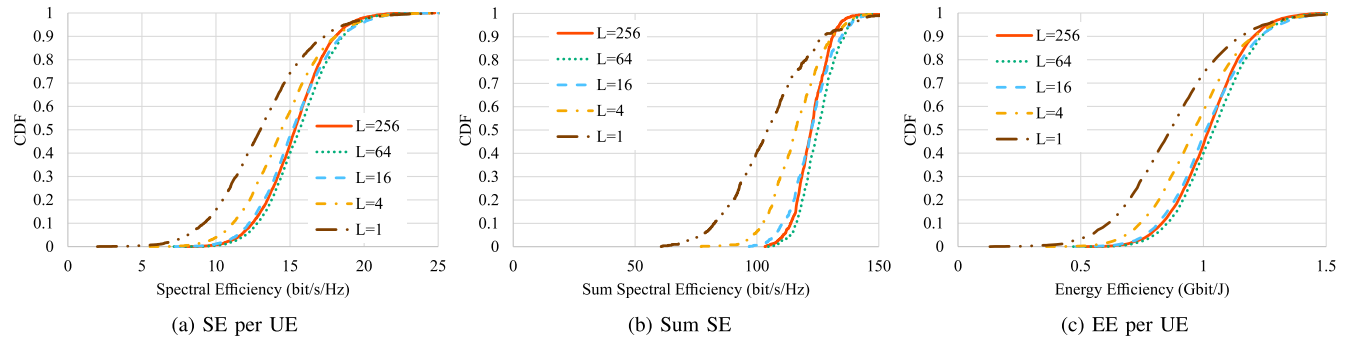 1
0.9
0.8
0.7
0.6
0.5
0.4
0.3
0.2
0.1
0
CDF
L=256
L=64
L=16
L=4
L=1
0 5 10 15 20 25
Spectral Efficiency (bit/s/Hz)
(a) SE per UE
1
0.9
0.8
0.7
0.6
0.5
0.4
0.3
0.2
0.1
0
CDF
L=256
L=64
L=16
L=4
L=1
0 50 100 150
Sum Spectral Efficiency (bit/s/Hz)
(b) Sum SE
1
0.9
0.8
0.7
0.6
0.5
0.4
0.3
0.2
0.1
0
CDF
L=256
L=64
L=16
L=4
L=1
0 0.5 1 1.5
Energy Efficiency (Gbit/J)
(c) EE per UE